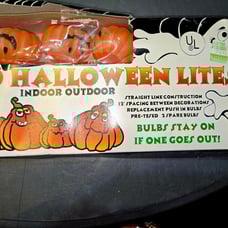 UL
HALLOWEEN LITES
INDOOR OUTDOOR
STRAIGHT LINE CONSTRUCTION
12" SPACING BETWEEN DECORATIONS
REPLACEMENT PUSH IN BULBS
PRE-TESED 2 SPARE BULBS
BULBS STAY ON
IF ONE GOES OUT!